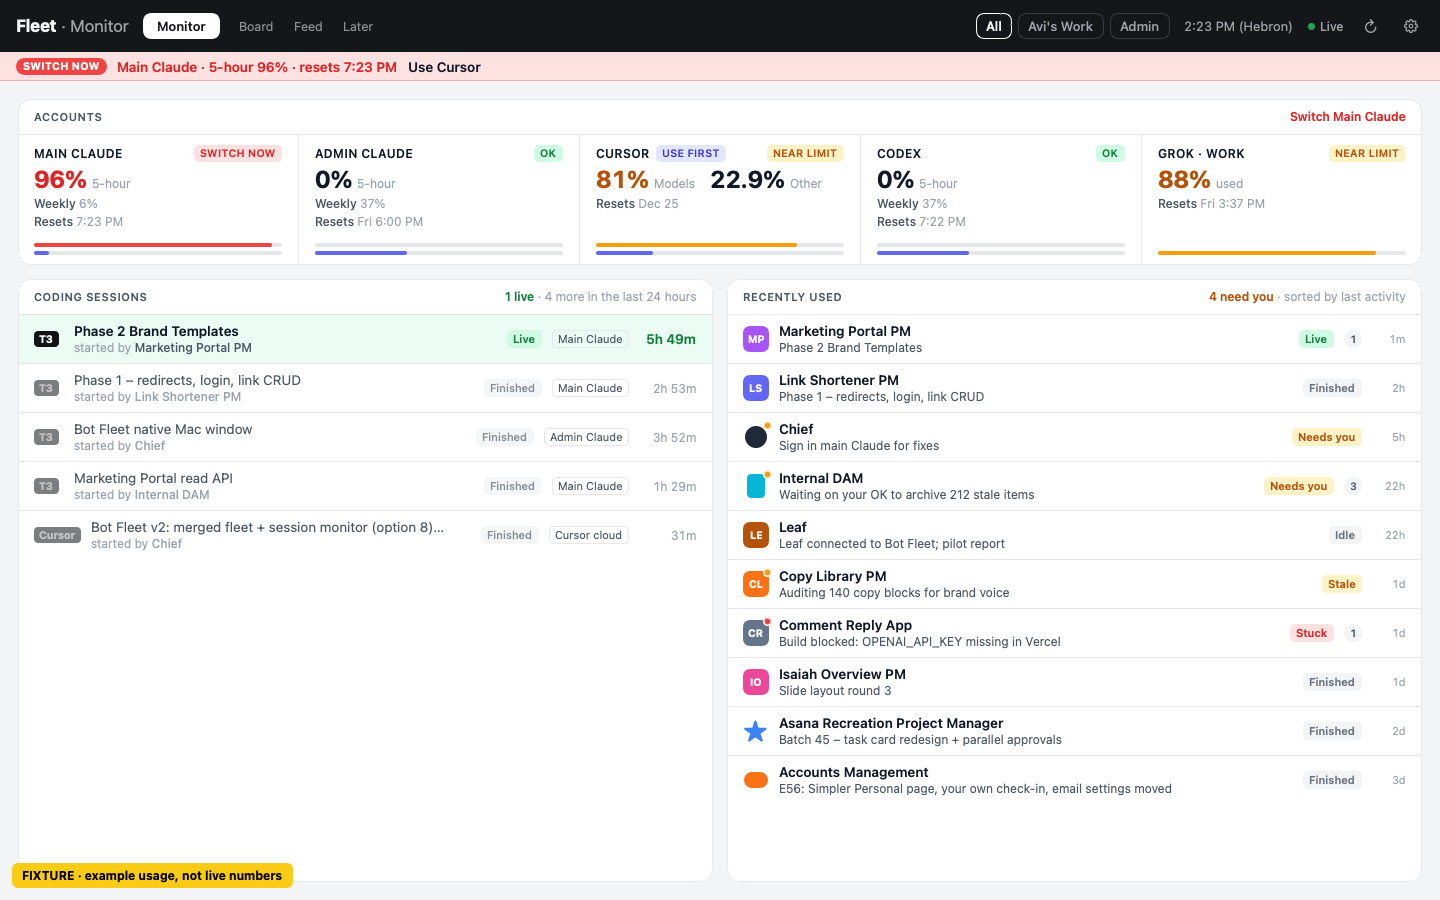 Fleet · Monitor
Monitor
Board
Feed
Later
All
Avi's Work
Admin
2:23 PM (Hebron)
Live
SWITCH NOW
Main Claude · 5-hour 96% · resets 7:23 PM
Use Cursor
ACCOUNTS
Switch Main Claude
MAIN CLAUDE
SWITCH NOW
96% 5-hour
Weekly 6%
Resets 7:23 PM
ADMIN CLAUDE
OK
0% 5-hour
Weekly 37%
Resets Fri 6:00 PM
CURSOR
USE FIRST
NEAR LIMIT
81% Models
22.9% Other
Resets Dec 25
CODEX
OK
0% 5-hour
Weekly 37%
Resets 7:22 PM
GROK · WORK
NEAR LIMIT
88% used
Resets Fri 3:37 PM
CODING SESSIONS
1 live · 4 more in the last 24 hours
T3
Phase 2 Brand Templates
started by Marketing Portal PM
Live
Main Claude
5h 49m
T3
Phase 1 – redirects, login, link CRUD
started by Link Shortener PM
Finished
Main Claude
2h 53m
T3
Bot Fleet native Mac window
started by Chief
Finished
Admin Claude
3h 52m
T3
Marketing Portal read API
started by Internal DAM
Finished
Main Claude
1h 29m
Cursor
Bot Fleet v2: merged fleet + session monitor (option 8)…
started by Chief
Finished
Cursor cloud
31m
RECENTLY USED
4 need you · sorted by last activity
MP
Marketing Portal PM
Phase 2 Brand Templates
Live
1
1m
LS
Link Shortener PM
Phase 1 – redirects, login, link CRUD
Finished
2h
Chief
Sign in main Claude for fixes
Needs you
5h
Internal DAM
Waiting on your OK to archive 212 stale items
Needs you
3
22h
LE
Leaf
Leaf connected to Bot Fleet; pilot report
Idle
22h
CL
Copy Library PM
Auditing 140 copy blocks for brand voice
Stale
1d
CR
Comment Reply App
Build blocked: OPENAI_API_KEY missing in Vercel
Stuck
1
1d
IO
Isaiah Overview PM
Slide layout round 3
Finished
1d
Asana Recreation Project Manager
Batch 45 – task card redesign + parallel approvals
Finished
2d
Accounts Management
E56: Simpler Personal page, your own check-in, email settings moved
Finished
3d
FIXTURE · example usage, not live numbers